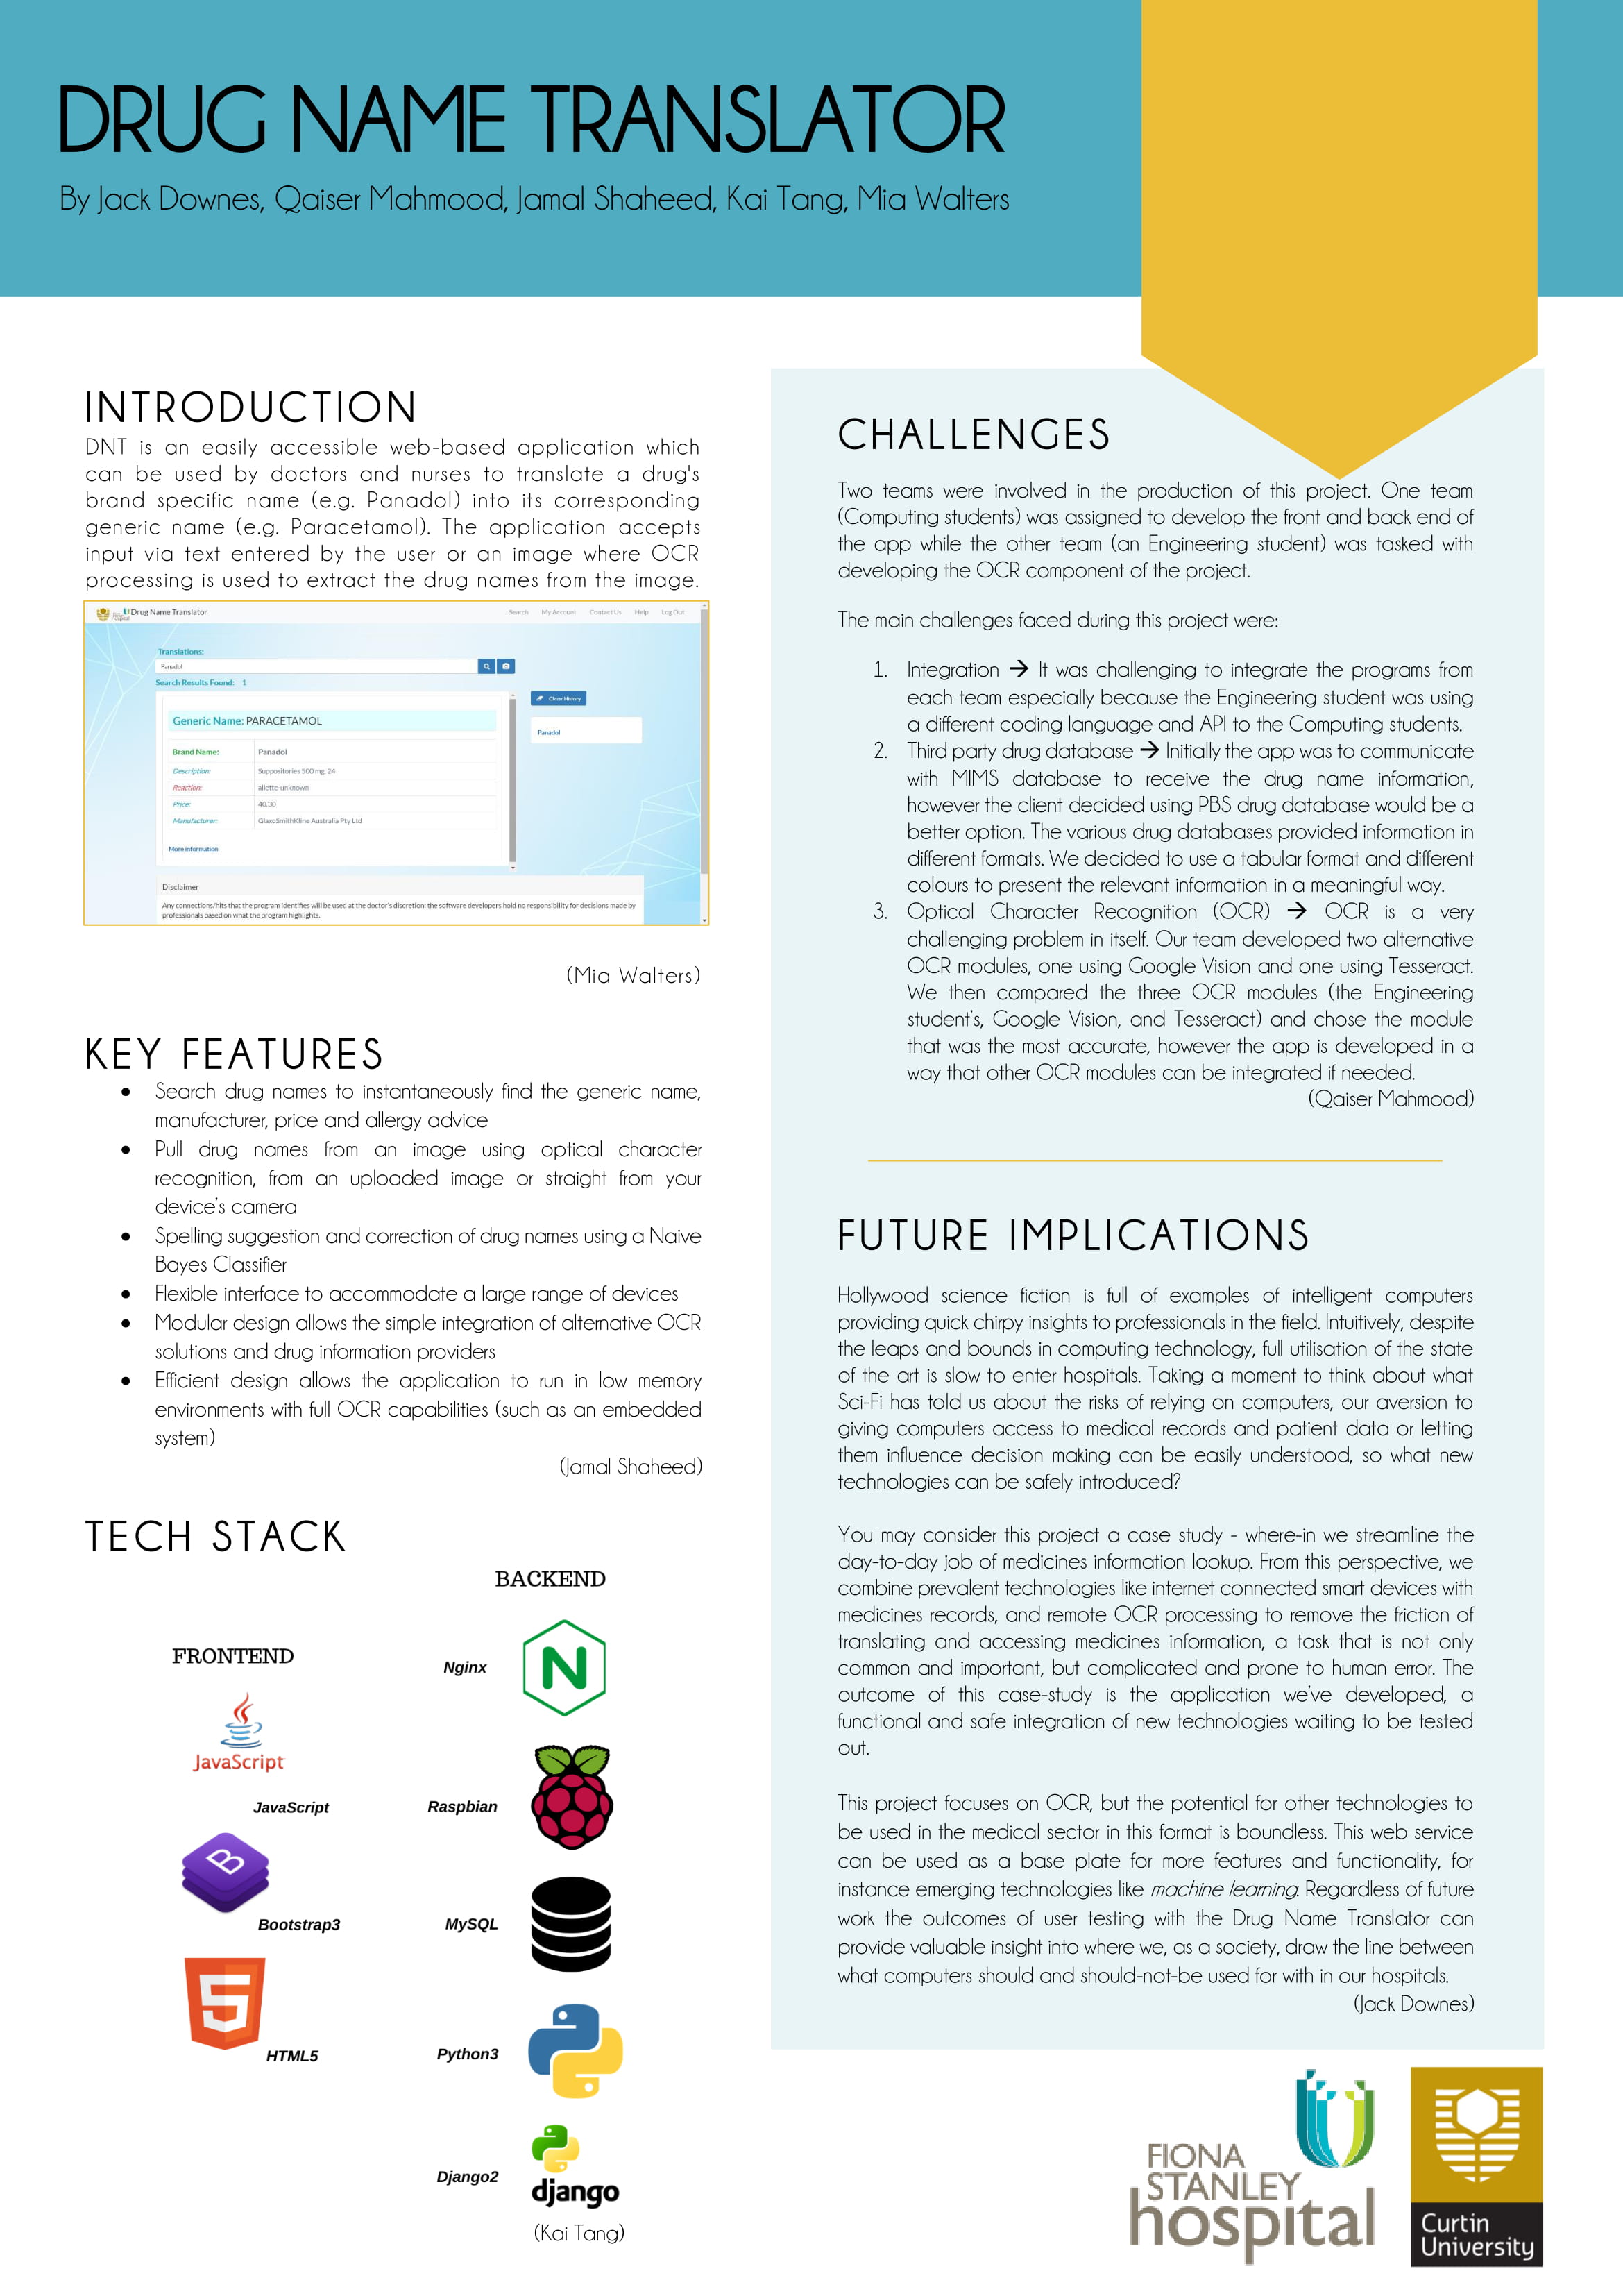 DRUG NAME TRANSLATOR
By Jack Downes, Qaiser Mahmood, Jamal Shaheed, Kai Tang, Mia Walters
INTRODUCTION
DNT is an easily accessible web-based application which
can be used by doctors and nurses to translate a drug's
brand specific name (e.g. Panadol) into its corresponding
generic name (e.g. Paracetamol). The application accepts
input via text entered by the user or an image where OCR
processing is used to extract the drug names from the image.
hospital
Drug Name Translator
Search My Account Contact Us Help Log Out
Translations:
Panadol
Search Results Found: 1
Clear History
Panadol
Generic Name: PARACETAMOL
Brand Name: Panadol
Description: Suppositories 500 mg, 24
Reaction: allette-unknown
Price: 40.30
Manufacturer: GlaxoSmithKline Australia Pty Ltd
More information
Disclaimer
Any connections/hits that the program identifies will be used at the doctor's discretion; the software developers hold no responsibility for decisions made by
professionals based on what the program highlights.
(Mia Walters)
KEY FEATURES
• Search drug names to instantaneously find the generic name,
manufacturer, price and allergy advice
• Pull drug names from an image using optical character
recognition, from an uploaded image or straight from your
device's camera
• Spelling suggestion and correction of drug names using a Naive
Bayes Classifier
• Flexible interface to accommodate a large range of devices
• Modular design allows the simple integration of alternative OCR
solutions and drug information providers
• Efficient design allows the application to run in low memory
environments with full OCR capabilities (such as an embedded
system)
(Jamal Shaheed)
TECH STACK
FRONTEND
JavaScript
JavaScript
B
Bootstrap3
5
HTML5
BACKEND
Nginx
N
Raspbian
MySQL
Python3
Django2
django
(Kai Tang)
CHALLENGES
Two teams were involved in the production of this project. One team
(Computing students) was assigned to develop the front and back end of
the app while the other team (an Engineering student) was tasked with
developing the OCR component of the project.
The main challenges faced during this project were:
1. Integration → It was challenging to integrate the programs from
each team especially because the Engineering student was using
a different coding language and API to the Computing students.
2. Third party drug database → Initially the app was to communicate
with MIMS database to receive the drug name information,
however the client decided using PBS drug database would be a
better option. The various drug databases provided information in
different formats. We decided to use a tabular format and different
colours to present the relevant information in a meaningful way.
3. Optical Character Recognition (OCR) → OCR is a very
challenging problem in itself. Our team developed two alternative
OCR modules, one using Google Vision and one using Tesseract.
We then compared the three OCR modules (the Engineering
student's, Google Vision, and Tesseract) and chose the module
that was the most accurate, however the app is developed in a
way that other OCR modules can be integrated if needed.
(Qaiser Mahmood)
FUTURE IMPLICATIONS
Hollywood science fiction is full of examples of intelligent computers
providing quick chirpy insights to professionals in the field. Intuitively, despite
the leaps and bounds in computing technology, full utilisation of the state
of the art is slow to enter hospitals. Taking a moment to think about what
Sci-Fi has told us about the risks of relying on computers, our aversion to
giving computers access to medical records and patient data or letting
them influence decision making can be easily understood, so what new
technologies can be safely introduced?
You may consider this project a case study - where-in we streamline the
day-to-day job of medicines information lookup. From this perspective, we
combine prevalent technologies like internet connected smart devices with
medicines records, and remote OCR processing to remove the friction of
translating and accessing medicines information, a task that is not only
common and important, but complicated and prone to human error. The
outcome of this case-study is the application we've developed, a
functional and safe integration of new technologies waiting to be tested
out.
This project focuses on OCR, but the potential for other technologies to
be used in the medical sector in this format is boundless. This web service
can be used as a base plate for more features and functionality, for
instance emerging technologies like machine learning. Regardless of future
work the outcomes of user testing with the Drug Name Translator can
provide valuable insight into where we, as a society, draw the line between
what computers should and should-not-be used for with in our hospitals.
(Jack Downes)
FIONA
STANLEY
hospital
Curtin
University